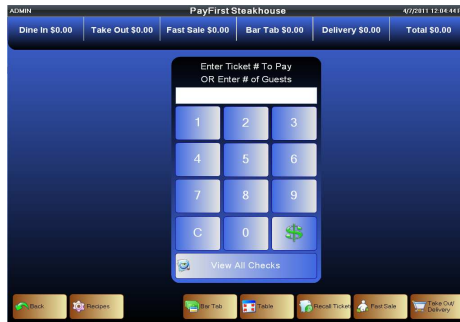 ADMIN PayFirst Steakhouse 4/7/2011 12:04:44
Dine In $0.00 Take Out $0.00 Fast Sale $0.00 Bar Tab $0.00 Delivery $0.00 Total $0.00
Enter Ticket # To Pay
OR Enter # of Guests
1 2 3
4 5 6
7 8 9
C 0 $
View All Checks
Back Recipes Bar Tab Table Recall Ticket Fast Sale Take Out/
Delivery